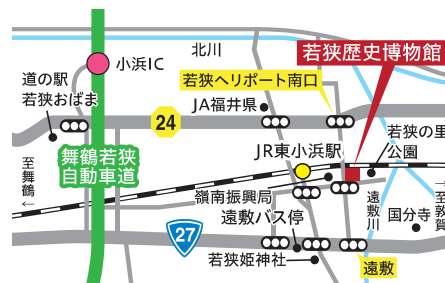 北川
若狭歴史博物館
小浜IC
道の駅
若狭おばま
若狭ヘリポート南口
JA福井県
24
若狭の里
公園
JR東小浜駅
舞鶴若狭
自動車道
至舞鶴←
→至敦賀
嶺南振興局
遠敷川
国分寺
遠敷バス停
27
若狭姫神社
遠敷